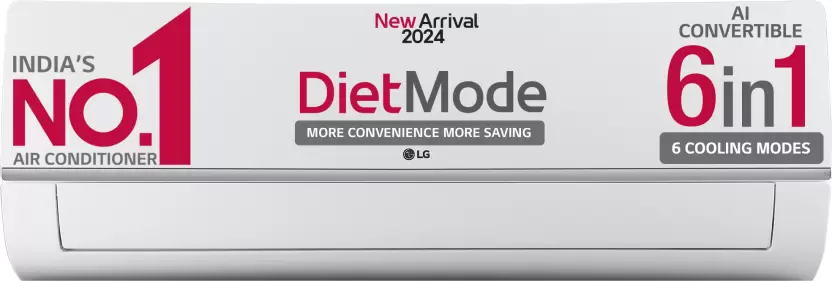 INDIA'S
NO.1
AIR CONDITIONER
New Arrival
2024
DietMode
MORE CONVENIENCE MORE SAVING
LG
AI
CONVERTIBLE
6in1
6 COOLING MODES